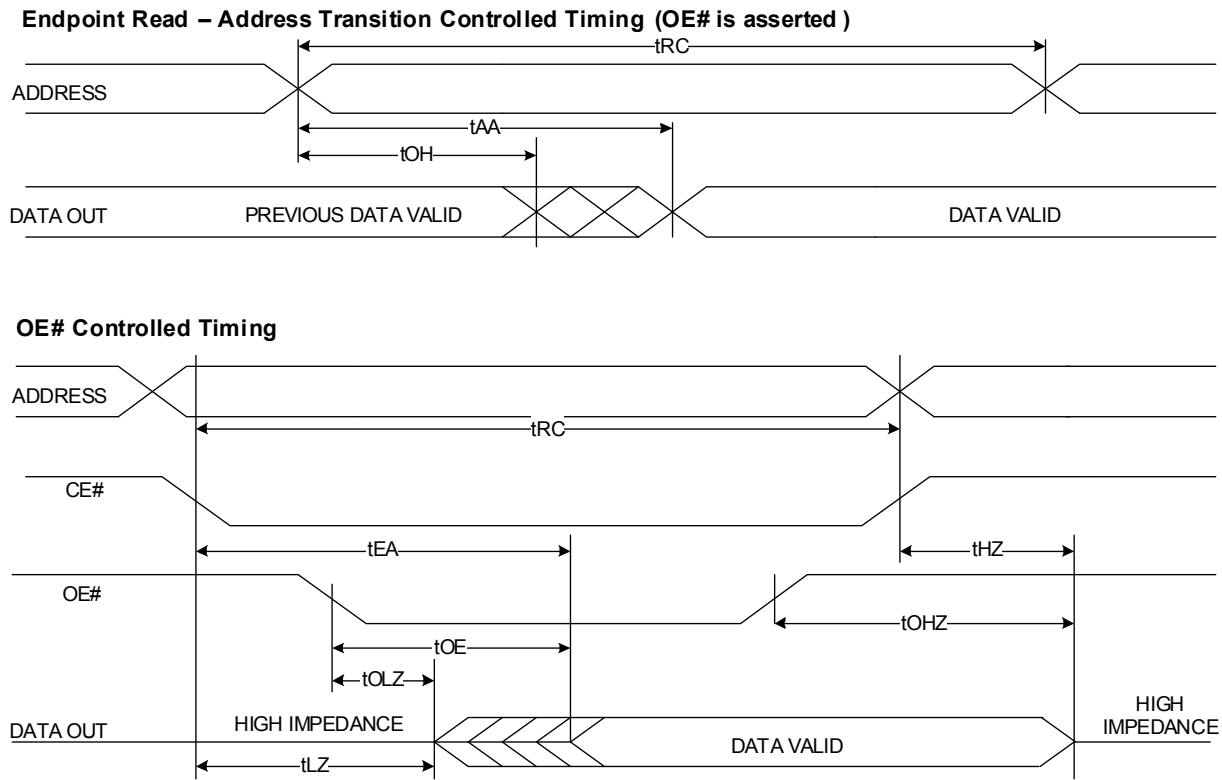 Endpoint Read – Address Transition Controlled Timing (OE# is asserted )
tRC
ADDRESS
tAA
tOH
DATA OUT
PREVIOUS DATA VALID
DATA VALID
OE# Controlled Timing
ADDRESS
tRC
CE#
tEA
tHZ
OE#
tOHZ
tOE
tOLZ
DATA OUT
HIGH IMPEDANCE
DATA VALID
HIGH
IMPEDANCE
tLZ